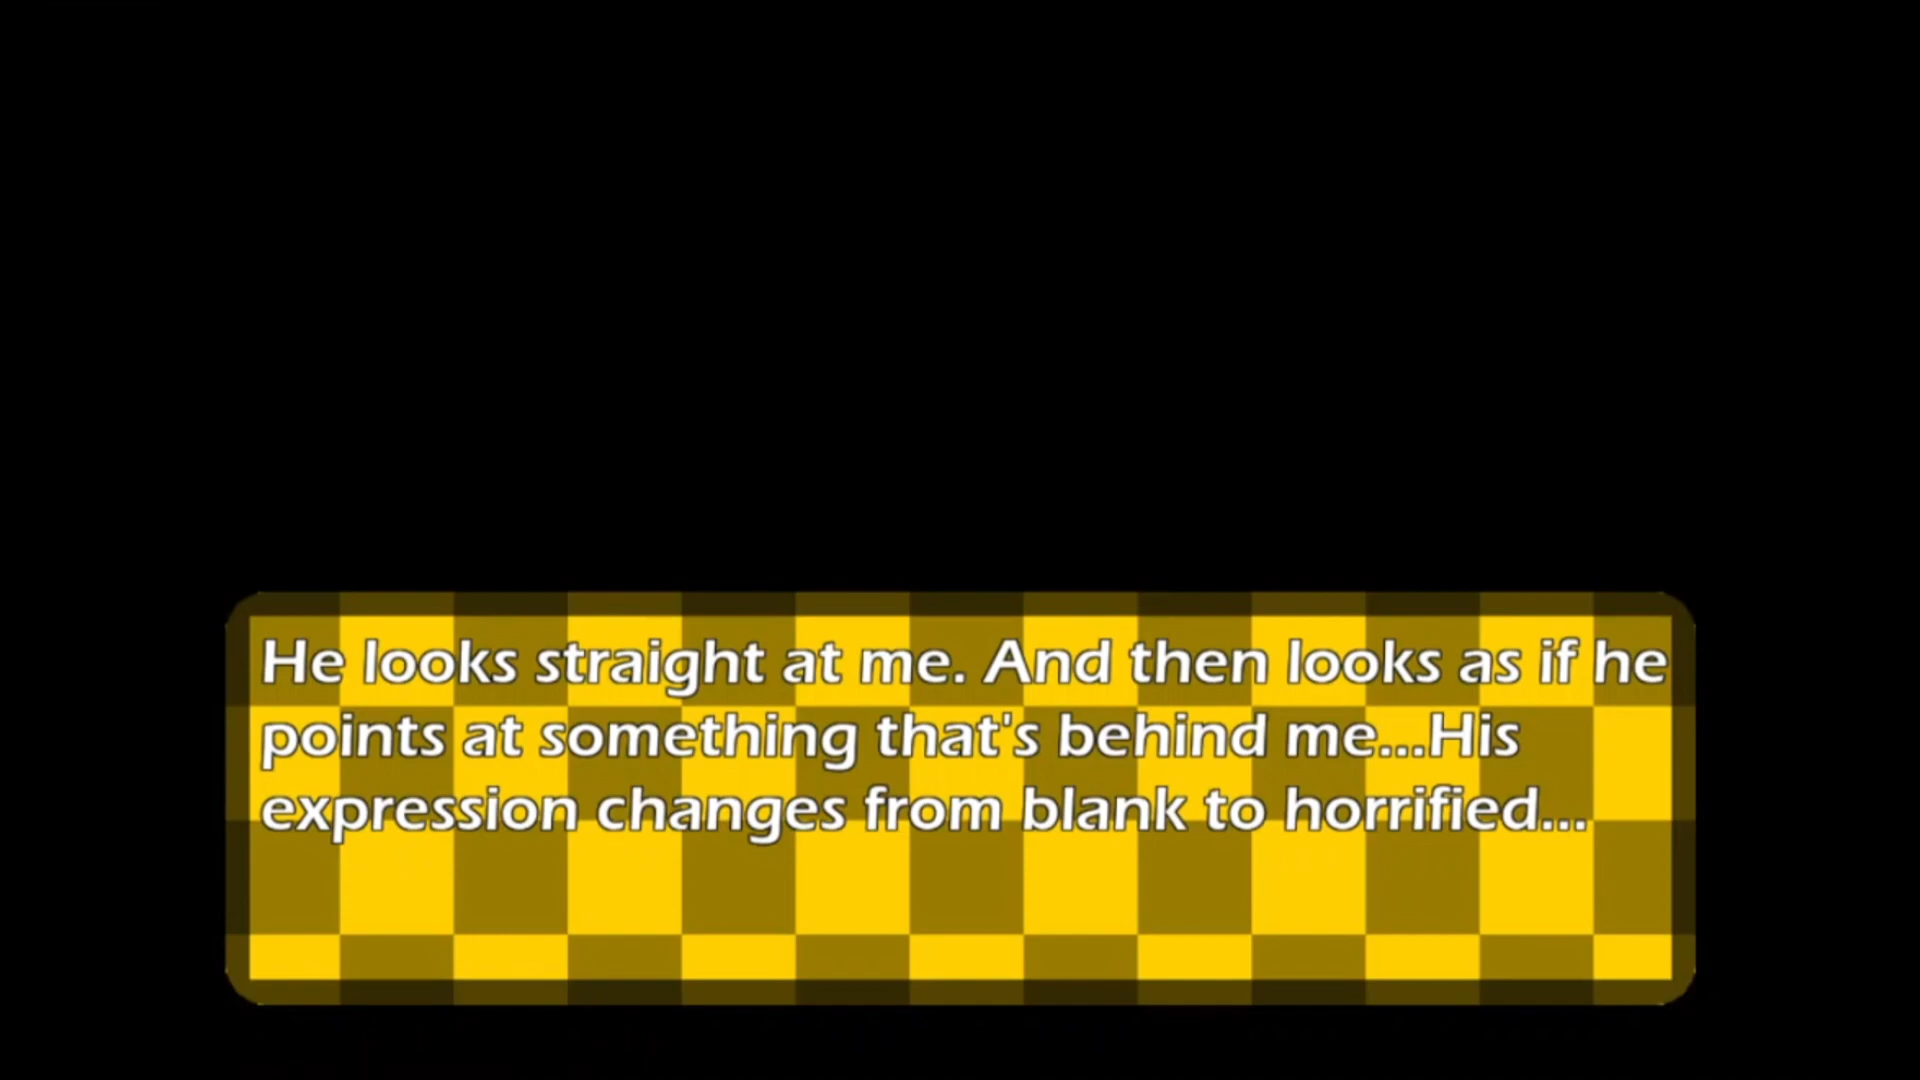 He looks straight at me. And then looks as if he
points at something that's behind me...His
expression changes from blank to horrified...